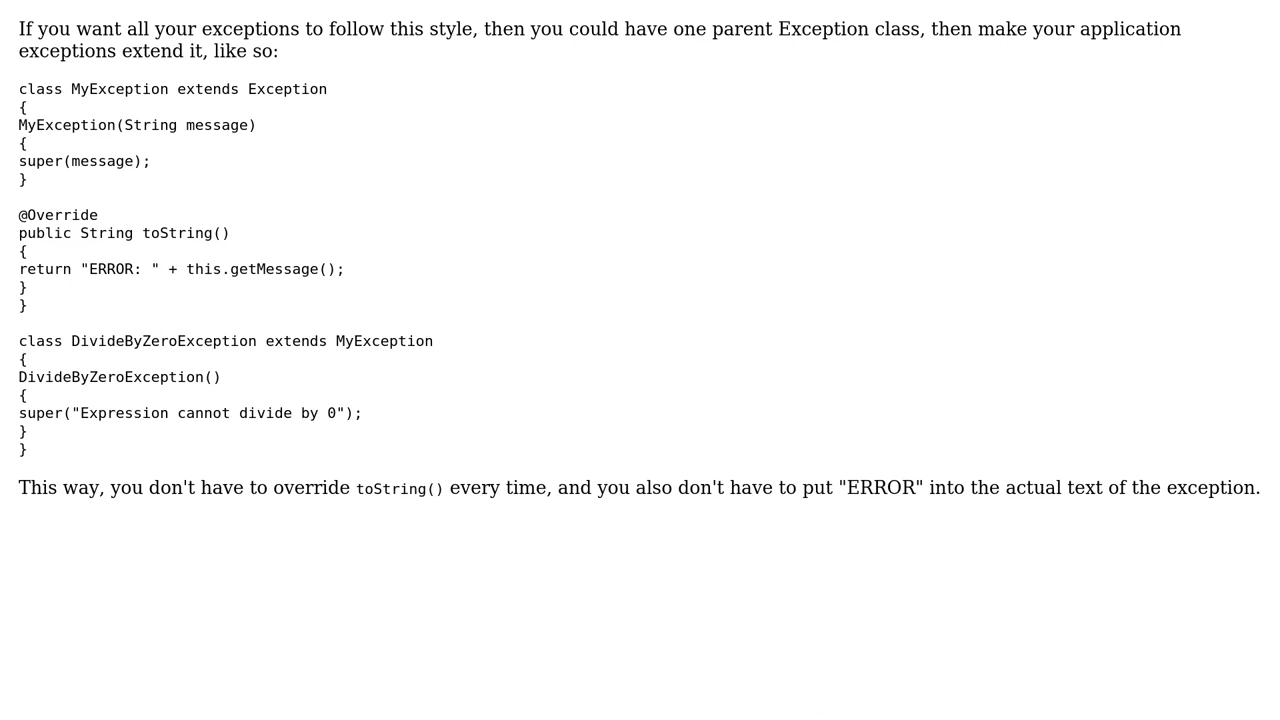 If you want all your exceptions to follow this style, then you could have one parent Exception class, then make your application
exceptions extend it, like so:
class MyException extends Exception
{
MyException(String message)
{
super(message);
}
@Override
public String toString()
{
return "ERROR: " + this.getMessage();
}
}
class DivideByZeroException extends MyException
{
DivideByZeroException()
{
super("Expression cannot divide by 0");
}
}
This way, you don't have to override toString() every time, and you also don't have to put "ERROR" into the actual text of the exception.